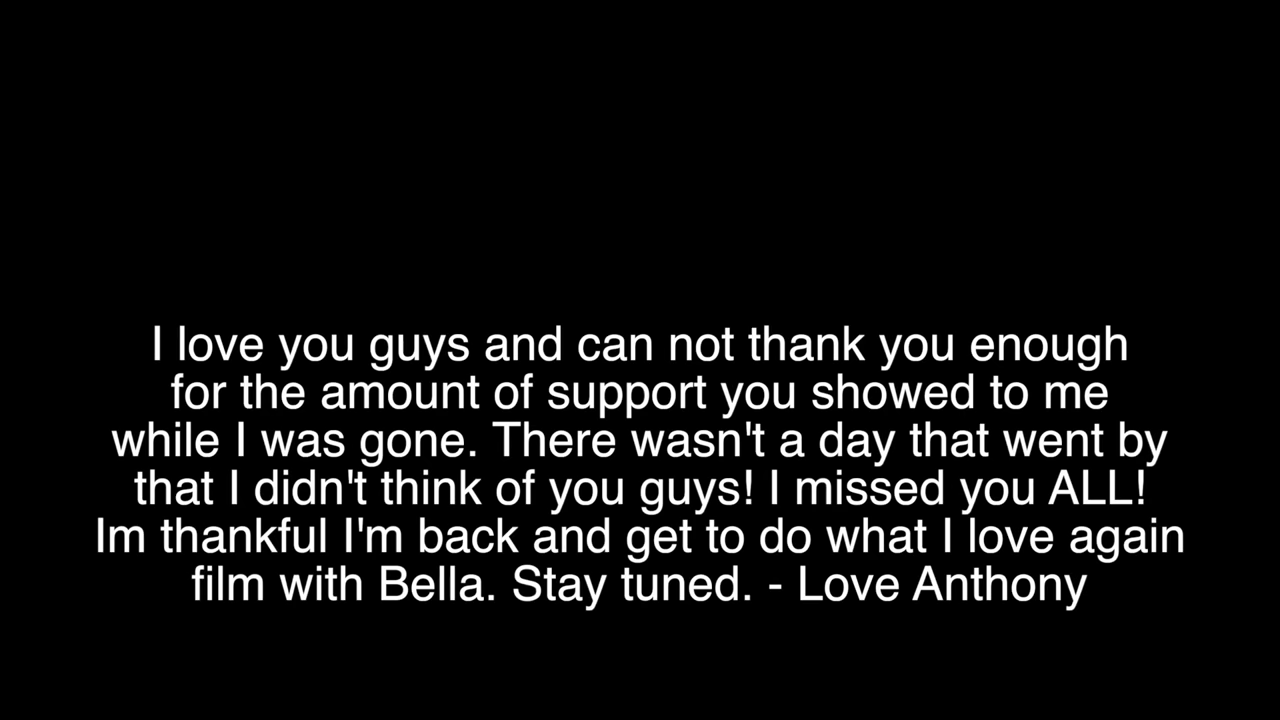 I love you guys and can not thank you enough
for the amount of support you showed to me
while I was gone. There wasn't a day that went by
that I didn't think of you guys! I missed you ALL!
Im thankful I'm back and get to do what I love again
film with Bella. Stay tuned. - Love Anthony